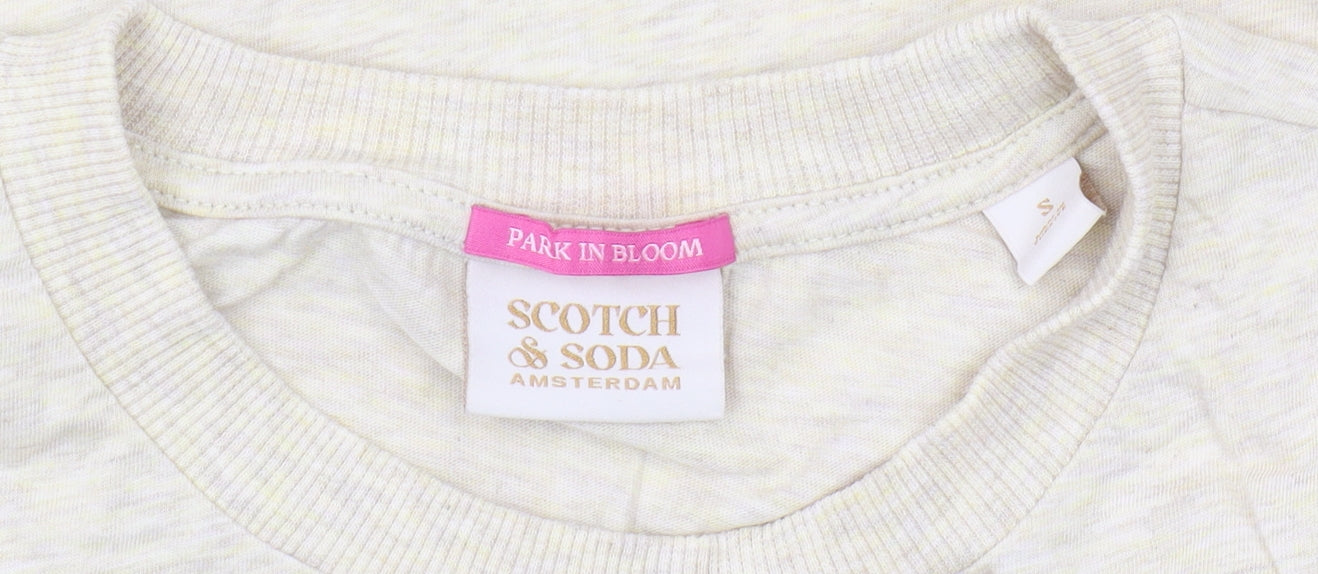 PARK IN BLOOM
SCOTCH
& SODA
AMSTERDAM
S